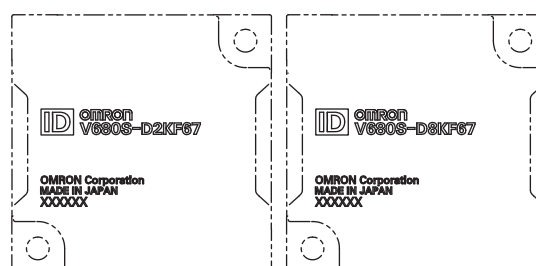 ID OMRON
V680S-D2KF67
OMRON Corporation
MADE IN JAPAN
XXXXXX
ID OMRON
V680S-D8KF67
OMRON Corporation
MADE IN JAPAN
XXXXXX